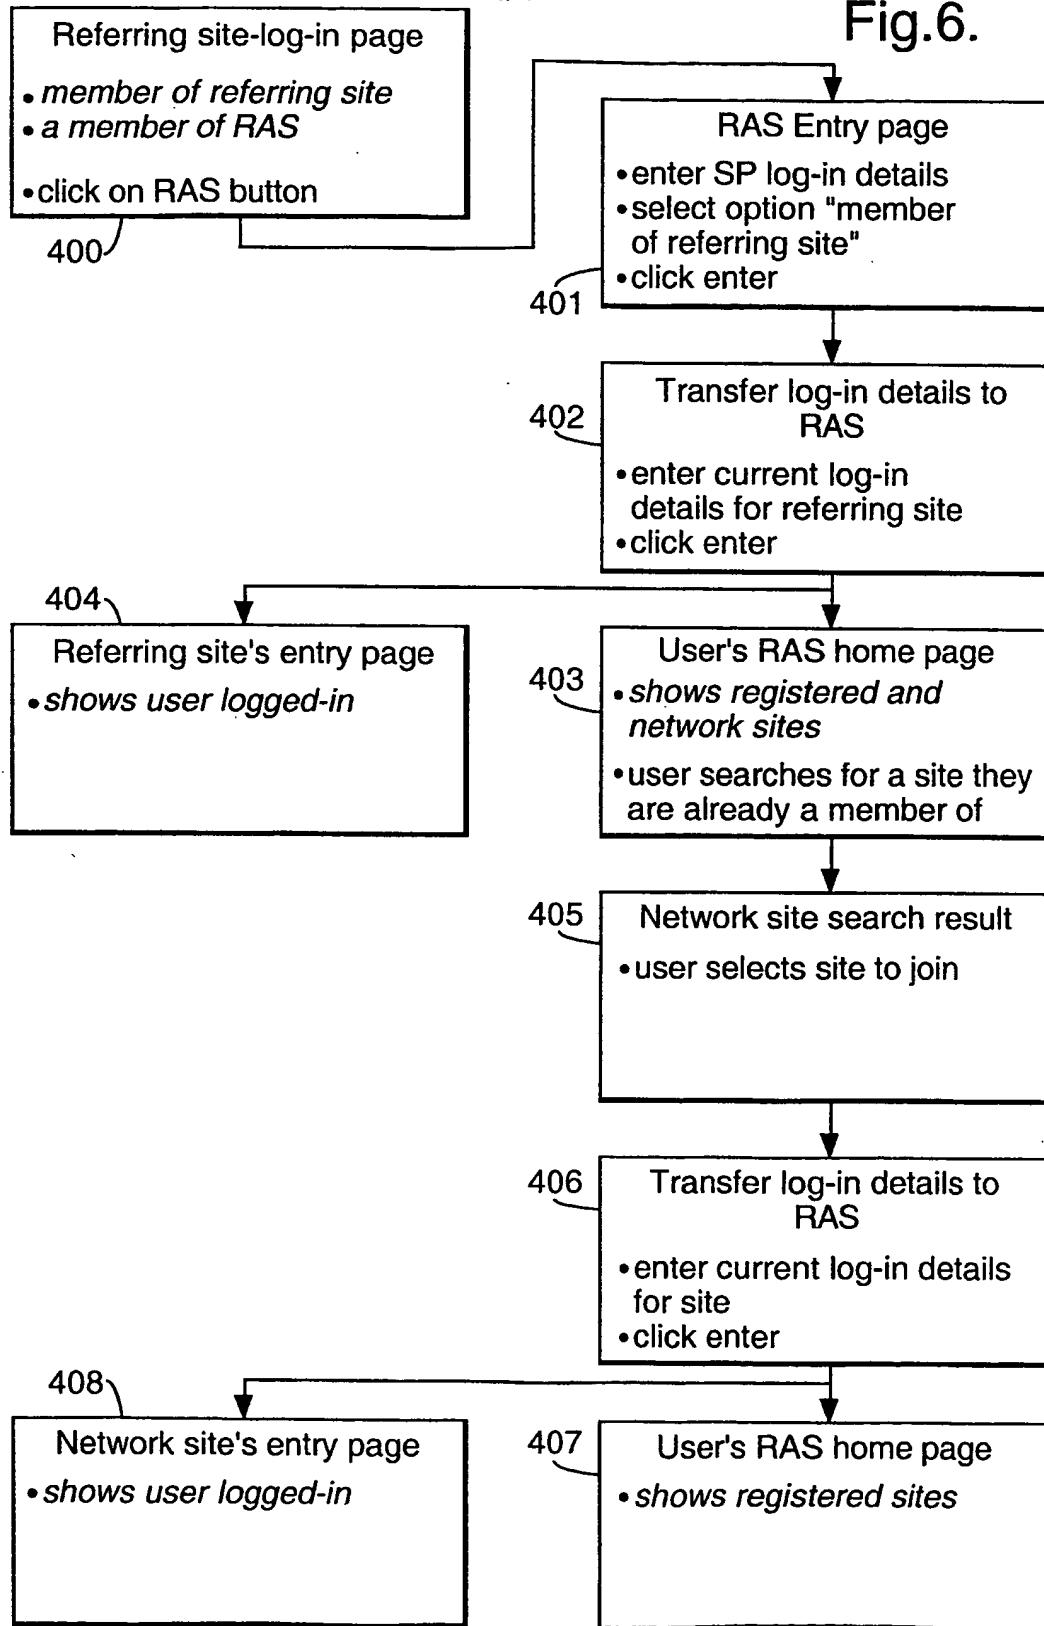 Fig.6.
Referring site-log-in page
• member of referring site
• a member of RAS
• click on RAS button
400
RAS Entry page
• enter SP log-in details
• select option "member
of referring site"
• click enter
401
Transfer log-in details to
RAS
• enter current log-in
details for referring site
• click enter
402
404
Referring site's entry page
• shows user logged-in
User's RAS home page
• shows registered and
network sites
• user searches for a site they
are already a member of
403
405
Network site search result
• user selects site to join
406
Transfer log-in details to
RAS
• enter current log-in details
for site
• click enter
408
Network site's entry page
• shows user logged-in
407
User's RAS home page
• shows registered sites